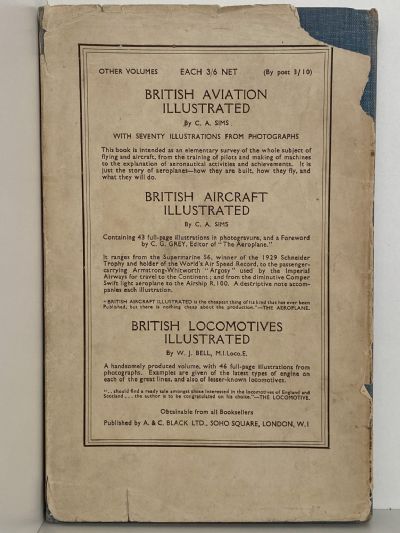 OTHER VOLUMES EACH 3/6 NET (By post 3/10)
BRITISH AVIATION
ILLUSTRATED
By C. A. SIMS
WITH SEVENTY ILLUSTRATIONS FROM PHOTOGRAPHS
This book is intended as an elementary survey of the whole subject of
flying and aircraft, from the training of pilots and making of machines
to the explanation of aeronautical activities and achievements. It is
just the story of aeroplanes—how they are built, how they fly, and
what they will do.
BRITISH AIRCRAFT
ILLUSTRATED
By C. A. SIMS
Containing 43 full-page illustrations in photogravure, and a Foreword
by C. G. GREY, Editor of "The Aeroplane."
It ranges from the Supermarine S6, winner of the 1929 Schneider
Trophy and holder of the World's Air Speed Record, to the passenger-
carrying Armstrong-Whitworth "Argosy" used by the Imperial
Airways for travel to the Continent; and from the diminutive Comper
Swift light aeroplane to the Airship R.100. A descriptive note accom-
panies each illustration.
"BRITISH AIRCRAFT ILLUSTRATED is the cheapest thing of its kind that has ever been
Published, but there is nothing cheap about the production."—THE AEROPLANE.
BRITISH LOCOMOTIVES
ILLUSTRATED
By W. J. BELL, M.I.Loco.E.
A handsomely produced volume, with 46 full-page illustrations from
photographs. Examples are given of the latest types of engine on
each of the great lines, and also of lesser-known locomotives.
". . . should find a ready sale amongst those interested in the locomotives of England and
Scotland . . . the author is to be congratulated on his choice."—THE LOCOMOTIVE.
Obtainable from all Booksellers
Published by A. & C. BLACK LTD., SOHO SQUARE, LONDON, W.1